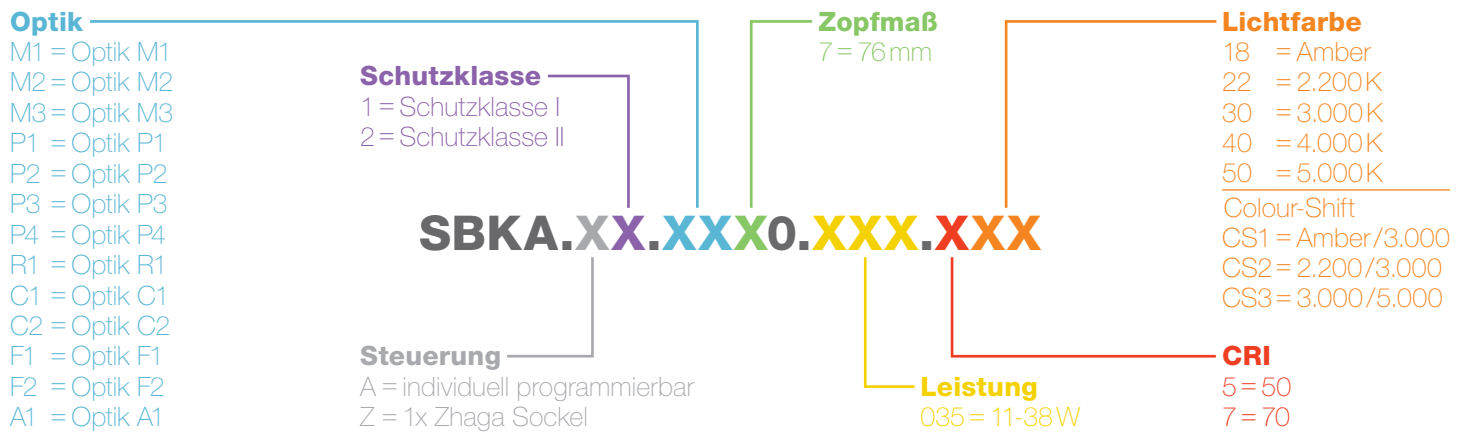 Optik
M1 = Optik M1
M2 = Optik M2
M3 = Optik M3
P1 = Optik P1
P2 = Optik P2
P3 = Optik P3
P4 = Optik P4
R1 = Optik R1
C1 = Optik C1
C2 = Optik C2
F1 = Optik F1
F2 = Optik F2
A1 = Optik A1
Schutzklasse
1 = Schutzklasse I
2 = Schutzklasse II
Zopfmaß
7 = 76 mm
Lichtfarbe
18 = Amber
22 = 2.200 K
30 = 3.000 K
40 = 4.000 K
50 = 5.000 K
Colour-Shift
CS1 = Amber/3.000
CS2 = 2.200/3.000
CS3 = 3.000/5.000
SBKA.XX.XXX0.XXX.XXX
Steuerung
A = individuell programmierbar
Z = 1x Zhaga Sockel
Leistung
035 = 11-38 W
CRI
5 = 50
7 = 70